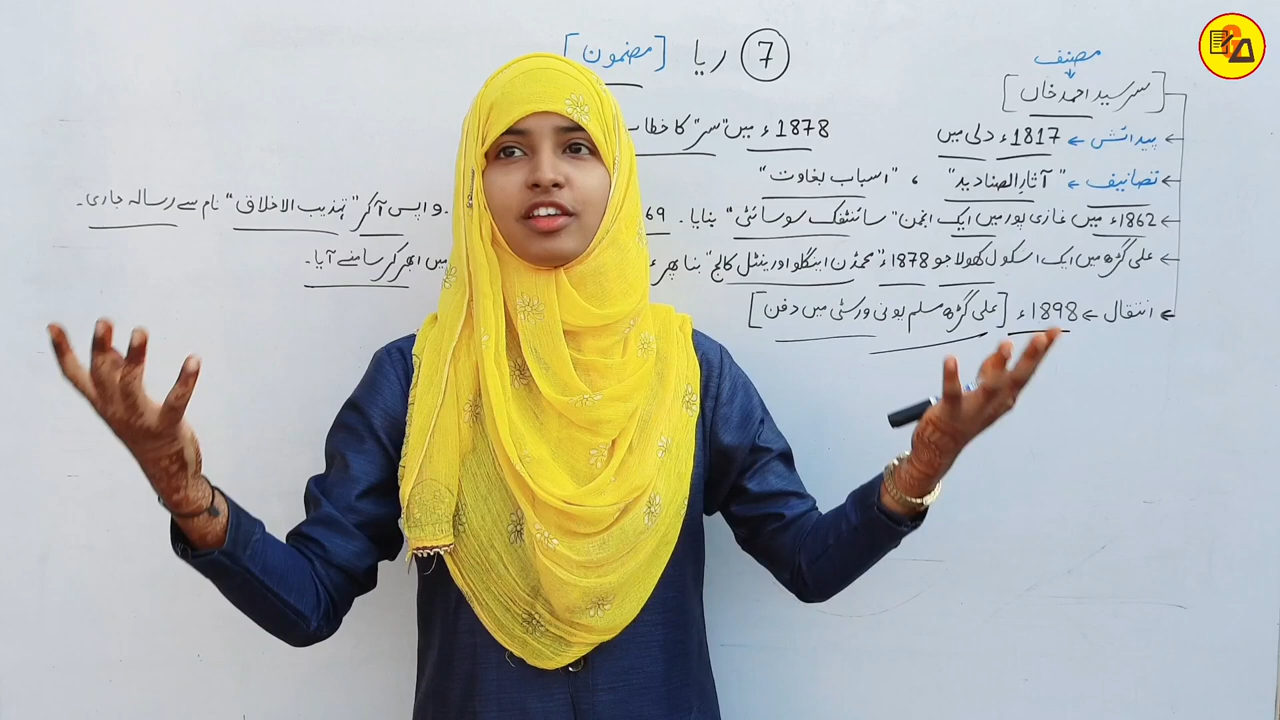 7 ریا [مضمون]
مصنف
[سرسید احمد خاں]
پیدائش ← 1817ء دلی میں 1878ء میں "سر" کا خطاب
تصانیف ← "آثار الصنادید" ، "اسباب بغاوت"
1862ء میں غازی پور میں ایک انجمن "سائنٹفک سوسائٹی" بنایا۔ 69 واپس آکر "تہذیب الاخلاق" نام سے رسالہ جاری۔
علی گڑھ میں ایک اسکول کھولا جو 1878ء "محمڈن اینگلو اورینٹل کالج" بنا پھر میں ابھر کر سامنے آیا۔
انتقال ← 1898ء [علی گڑھ مسلم یونی ورسٹی میں دفن]